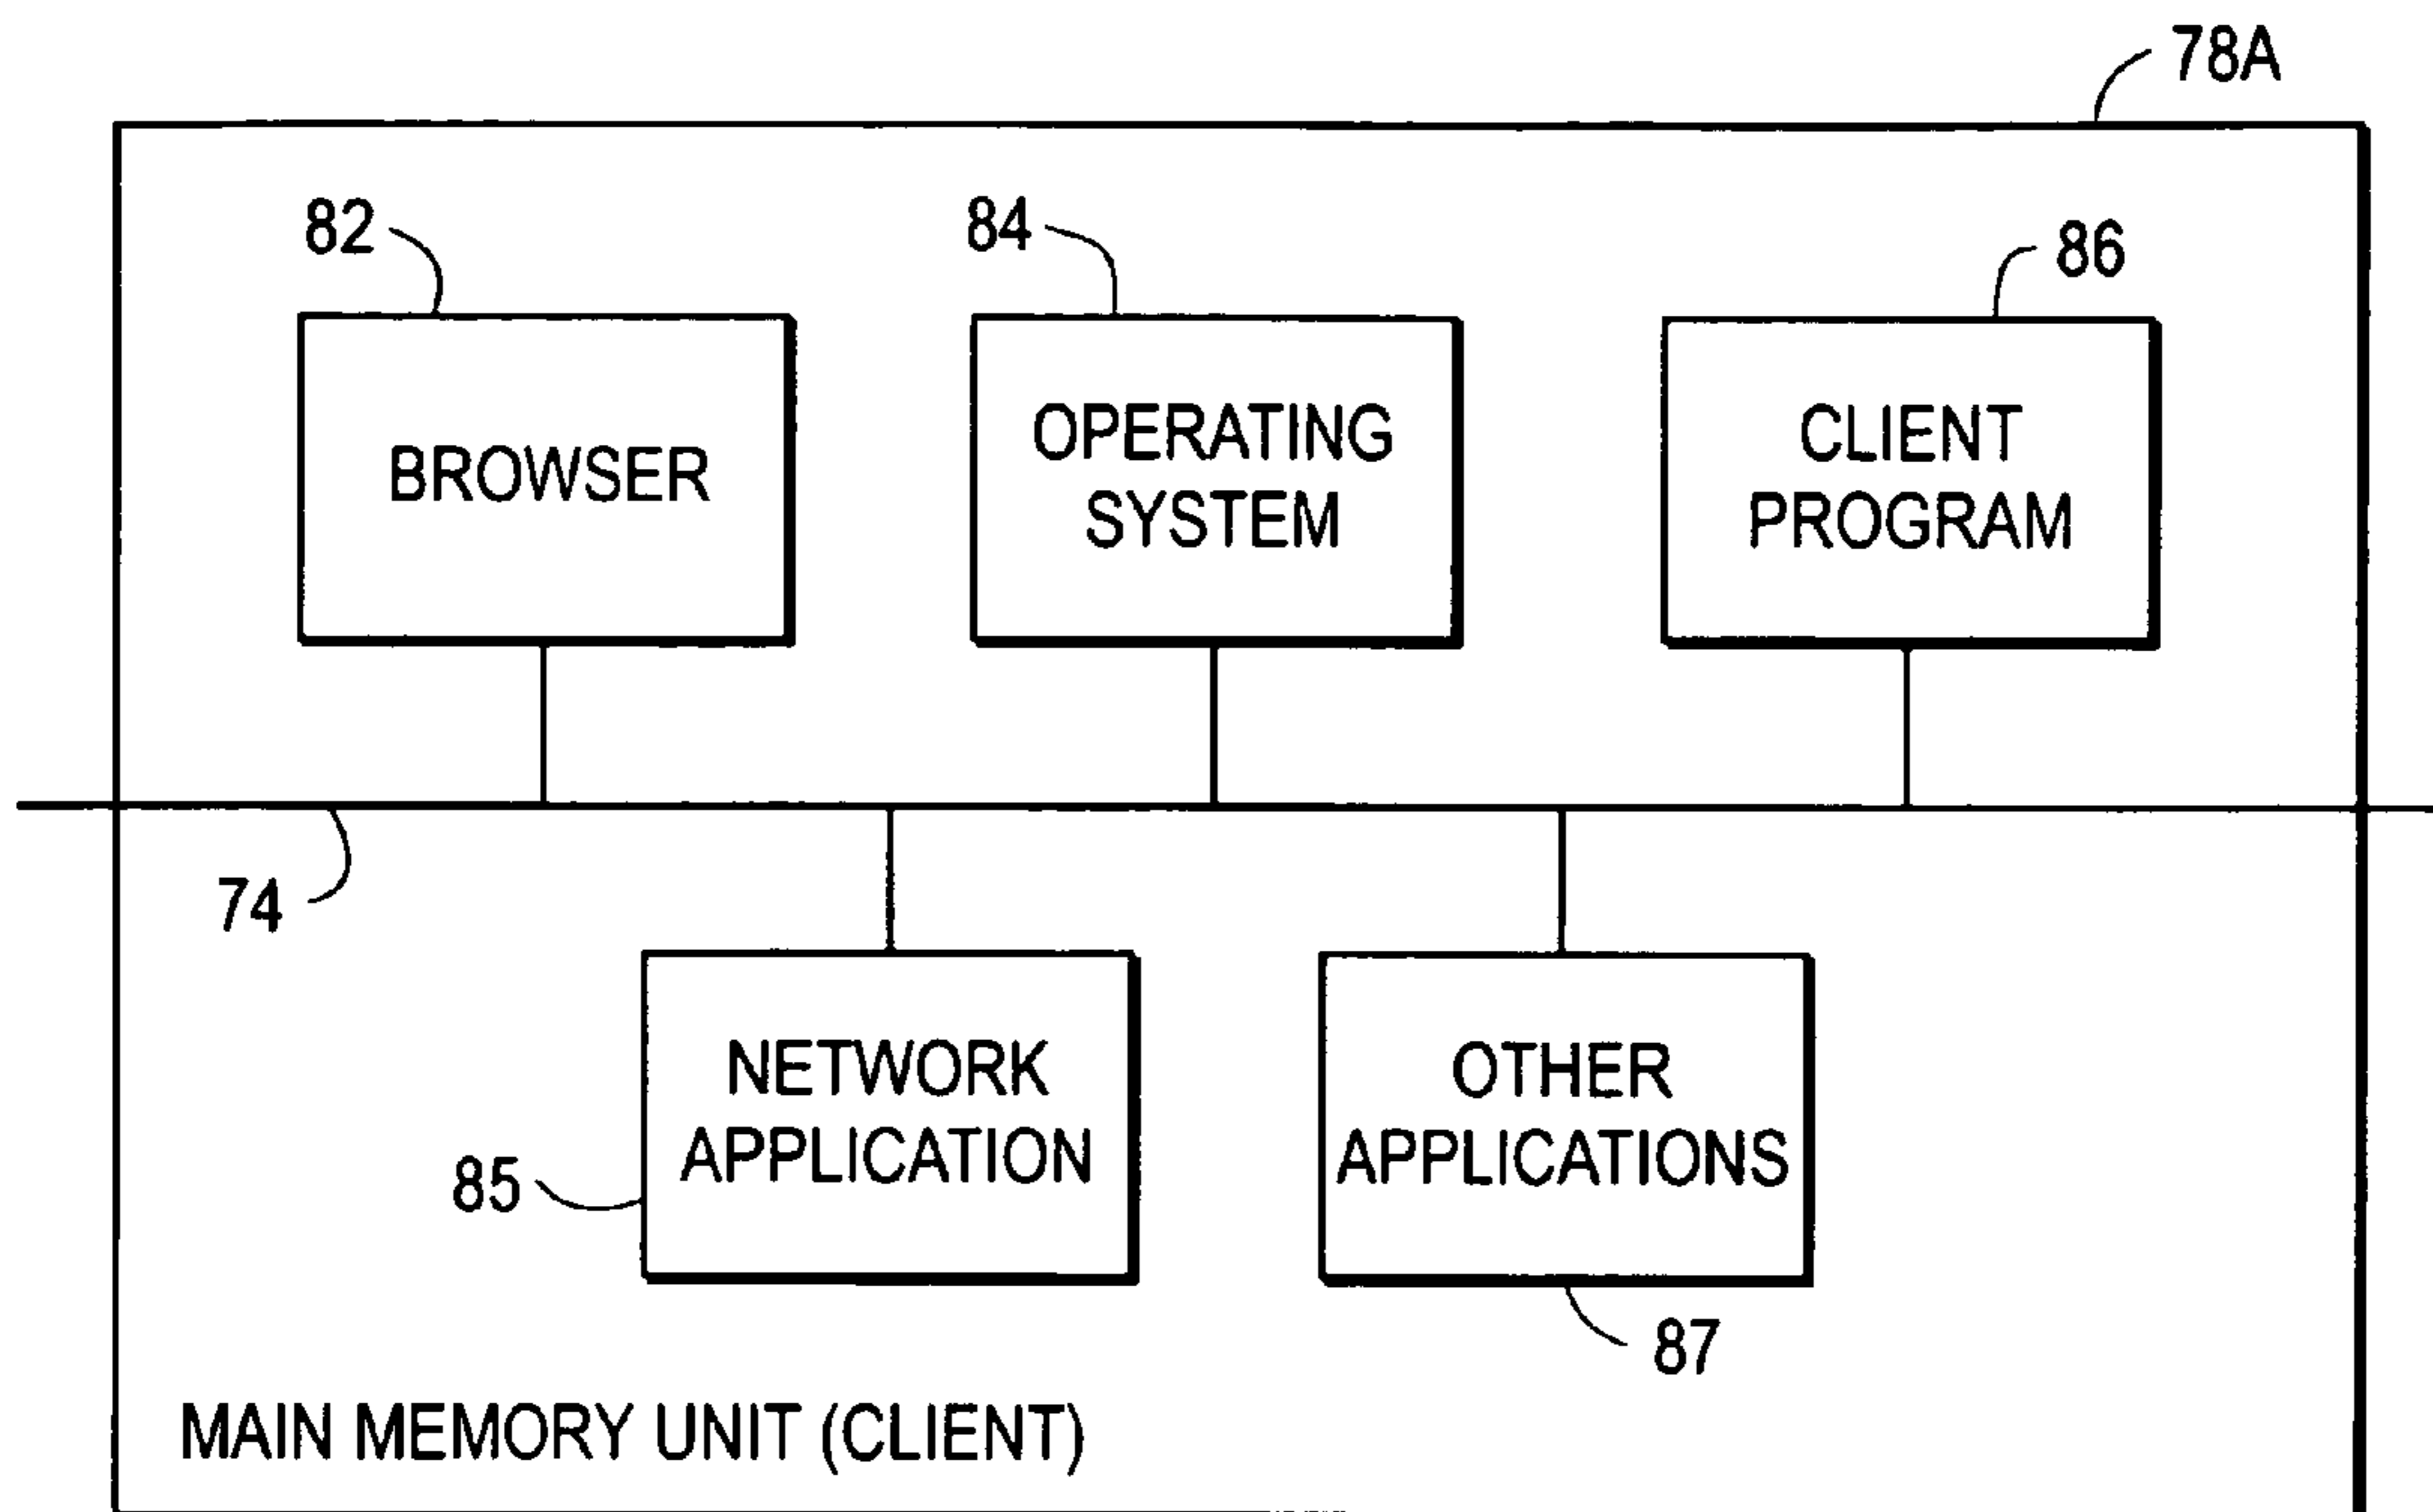 78A
82
84
86
BROWSER
OPERATING
SYSTEM
CLIENT
PROGRAM
74
NETWORK
APPLICATION
OTHER
APPLICATIONS
85
87
MAIN MEMORY UNIT (CLIENT)